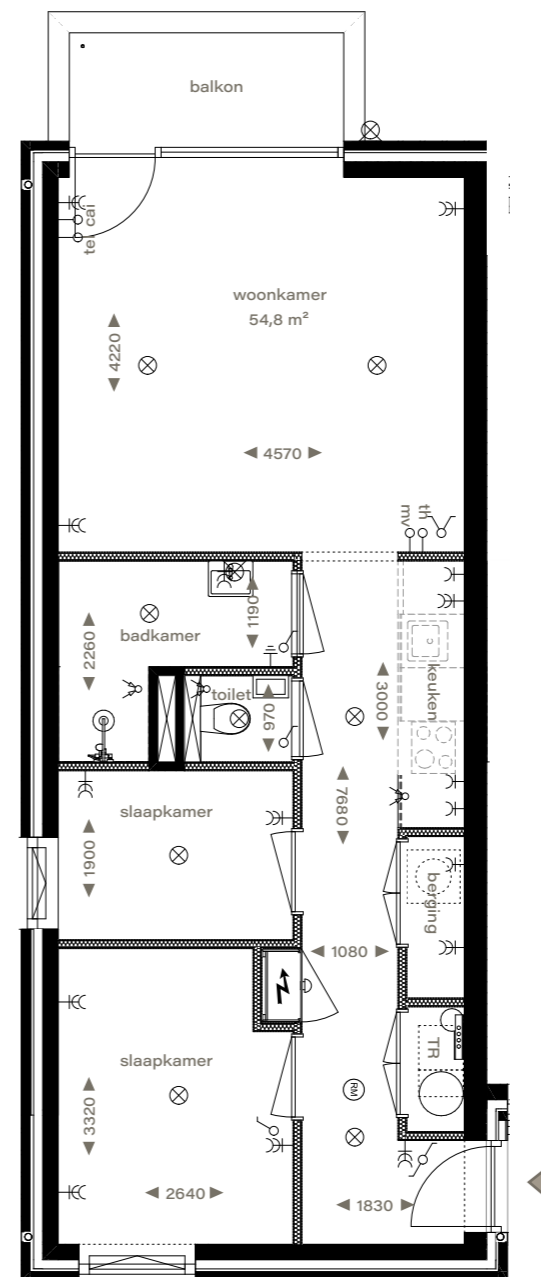 balkon
tel cai
woonkamer
54,8 m²
4220
4570
mv
th
1190
badkamer
2260
toilet
970
3000
keuken
slaapkamer
7680
1900
berging
1080
slaapkamer
TR
RM
3320
2640
1830